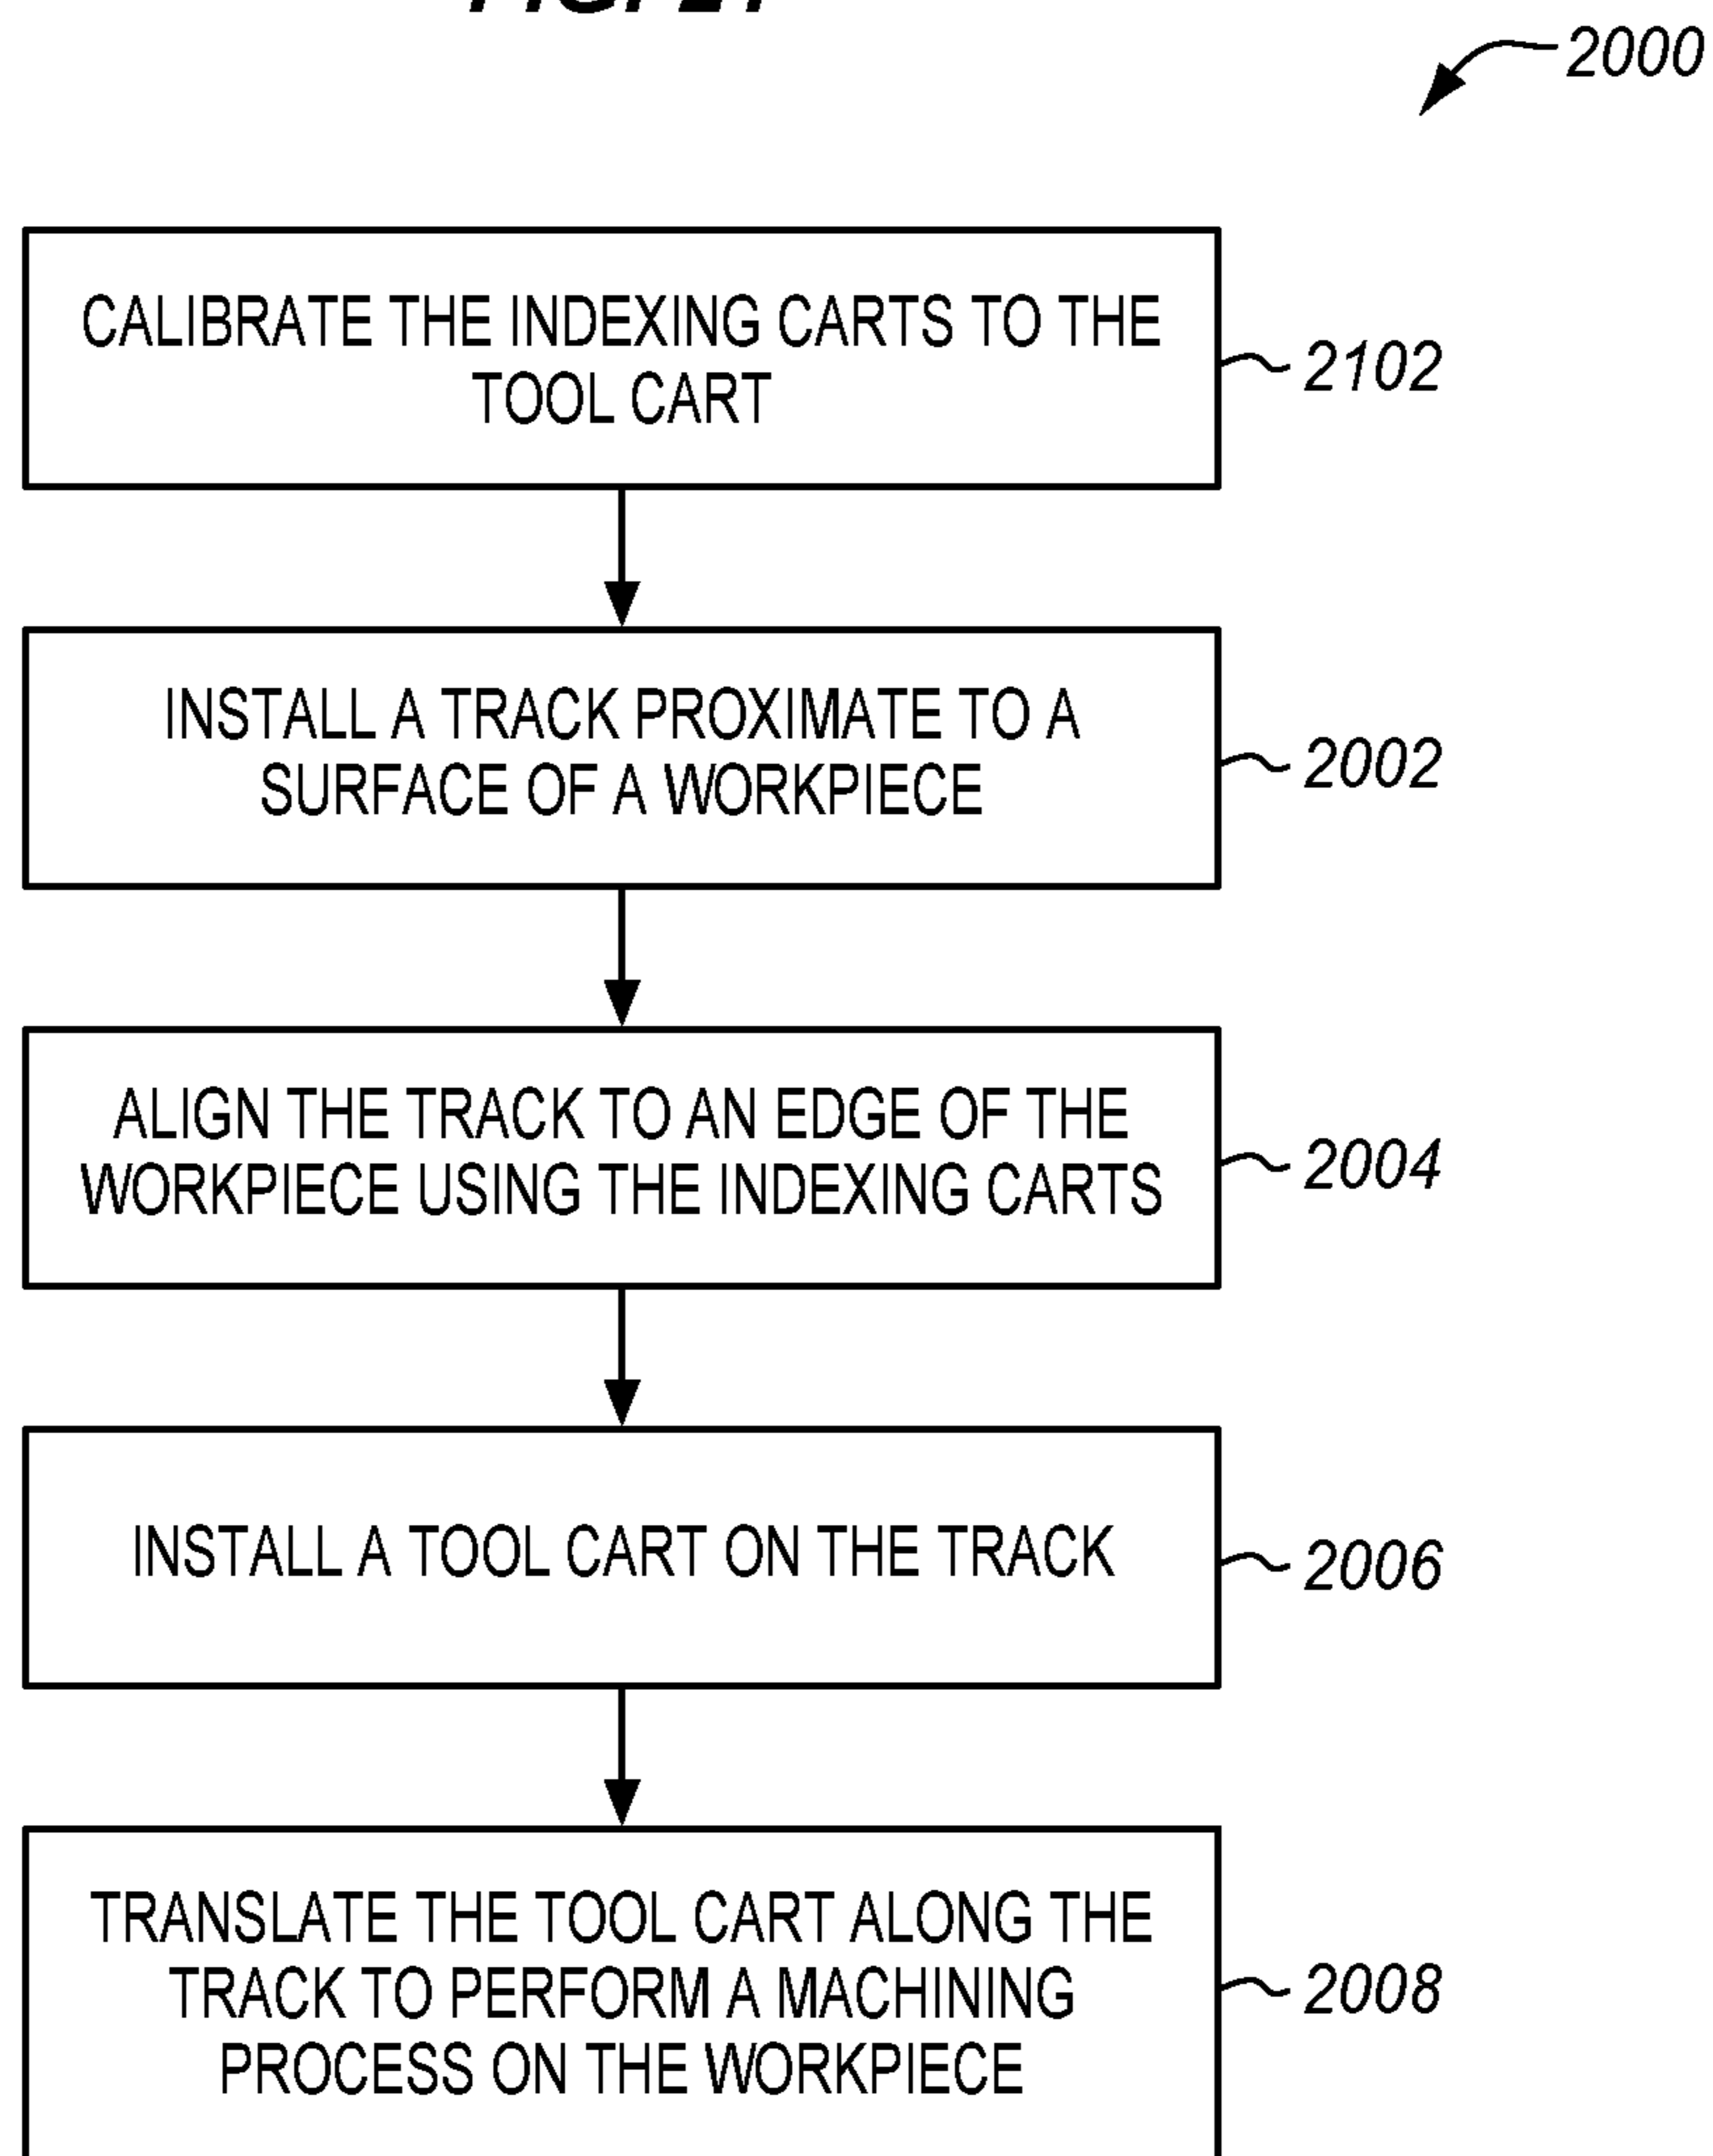 2000
CALIBRATE THE INDEXING CARTS TO THE
TOOL CART
2102
INSTALL A TRACK PROXIMATE TO A
SURFACE OF A WORKPIECE
2002
ALIGN THE TRACK TO AN EDGE OF THE
WORKPIECE USING THE INDEXING CARTS
2004
INSTALL A TOOL CART ON THE TRACK
2006
TRANSLATE THE TOOL CART ALONG THE
TRACK TO PERFORM A MACHINING
PROCESS ON THE WORKPIECE
2008